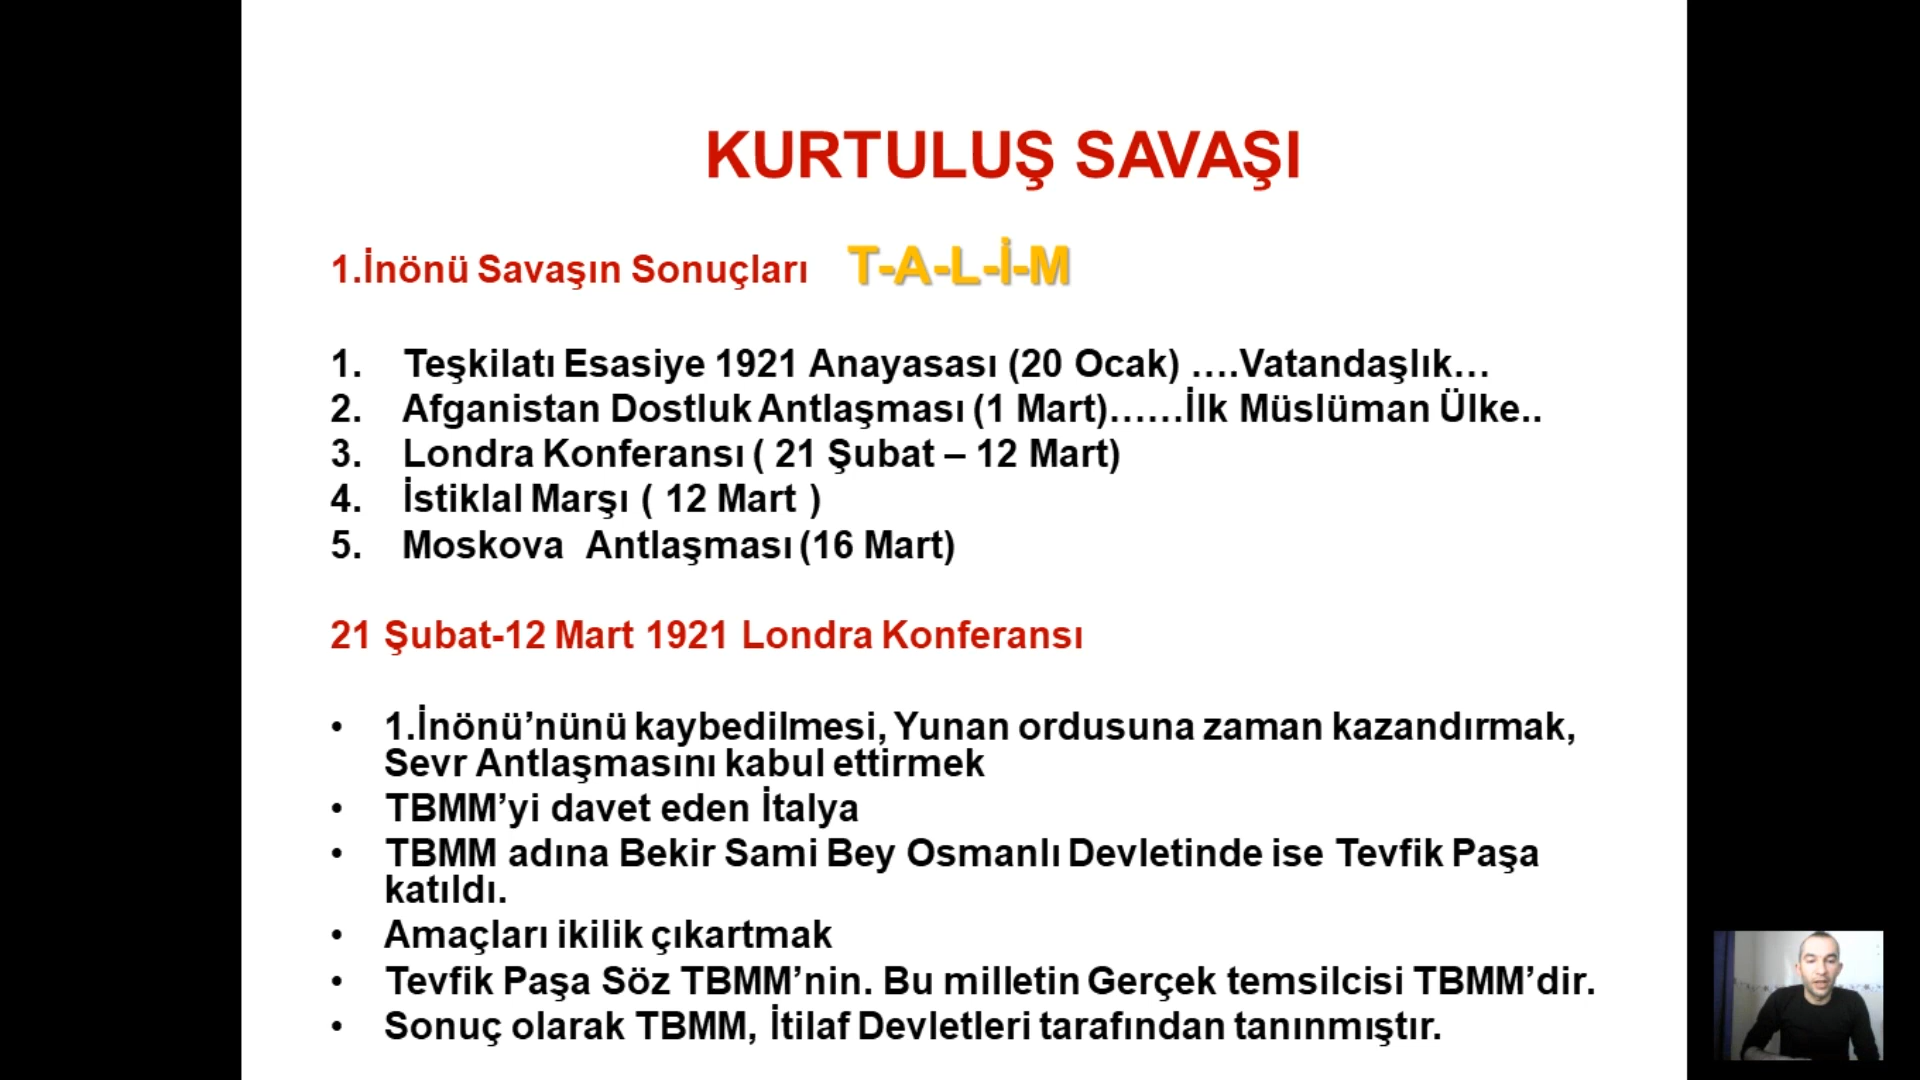 KURTULUŞ SAVAŞI
1.İnönü Savaşın Sonuçları T-A-L-İ-M
1. Teşkilatı Esasiye 1921 Anayasası (20 Ocak) ....Vatandaşlık...
2. Afganistan Dostluk Antlaşması (1 Mart)......İlk Müslüman Ülke..
3. Londra Konferansı ( 21 Şubat – 12 Mart)
4. İstiklal Marşı ( 12 Mart )
5. Moskova Antlaşması (16 Mart)
21 Şubat-12 Mart 1921 Londra Konferansı
• 1.İnönü’nünü kaybedilmesi, Yunan ordusuna zaman kazandırmak,
Sevr Antlaşmasını kabul ettirmek
• TBMM’yi davet eden İtalya
• TBMM adına Bekir Sami Bey Osmanlı Devletinde ise Tevfik Paşa
katıldı.
• Amaçları ikilik çıkartmak
• Tevfik Paşa Söz TBMM’nin. Bu milletin Gerçek temsilcisi TBMM’dir.
• Sonuç olarak TBMM, İtilaf Devletleri tarafından tanınmıştır.